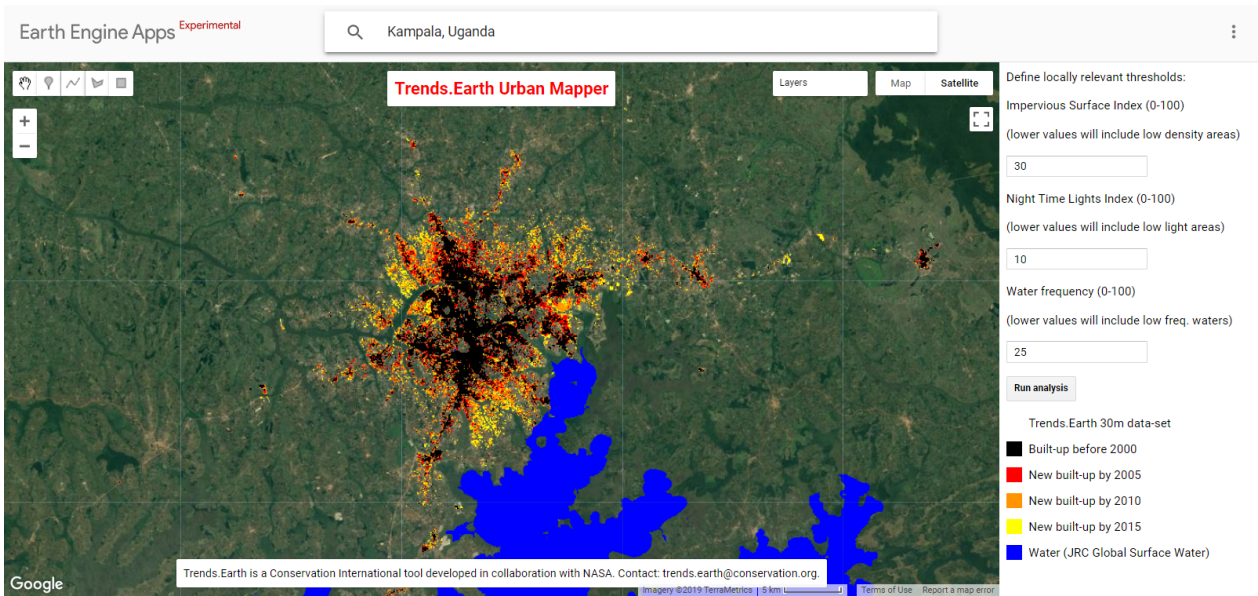 Earth Engine Apps Experimental
Kampala, Uganda
Trends.Earth Urban Mapper
Layers
Map
Satellite
+
−
Define locally relevant thresholds:
Impervious Surface Index (0-100)
(lower values will include low density areas)
30
Night Time Lights Index (0-100)
(lower values will include low light areas)
10
Water frequency (0-100)
(lower values will include low freq. waters)
25
Run analysis
Trends.Earth 30m data-set
Built-up before 2000
New built-up by 2005
New built-up by 2010
New built-up by 2015
Water (JRC Global Surface Water)
Trends.Earth is a Conservation International tool developed in collaboration with NASA. Contact: trends.earth@conservation.org.
Google
Imagery ©2019 TerraMetrics
5 km
Terms of Use
Report a map error